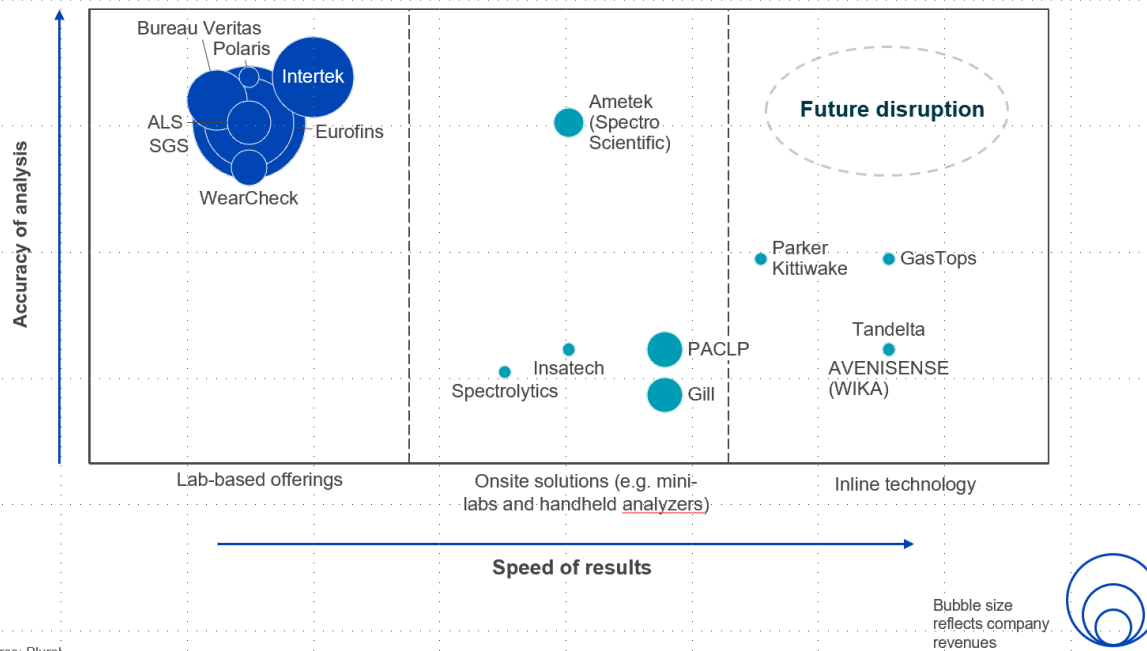 Bureau Veritas
Polaris
Intertek
ALS
SGS
Eurofins
WearCheck
Ametek
(Spectro
Scientific)
Future disruption
Parker
Kittiwake
GasTops
Tandelta
AVENISENSE
(WIKA)
PACLP
Gill
Insatech
Spectrolytics
Accuracy of analysis
Lab-based offerings
Onsite solutions (e.g. mini-
labs and handheld analyzers)
Inline technology
Speed of results
Bubble size
reflects company
revenues